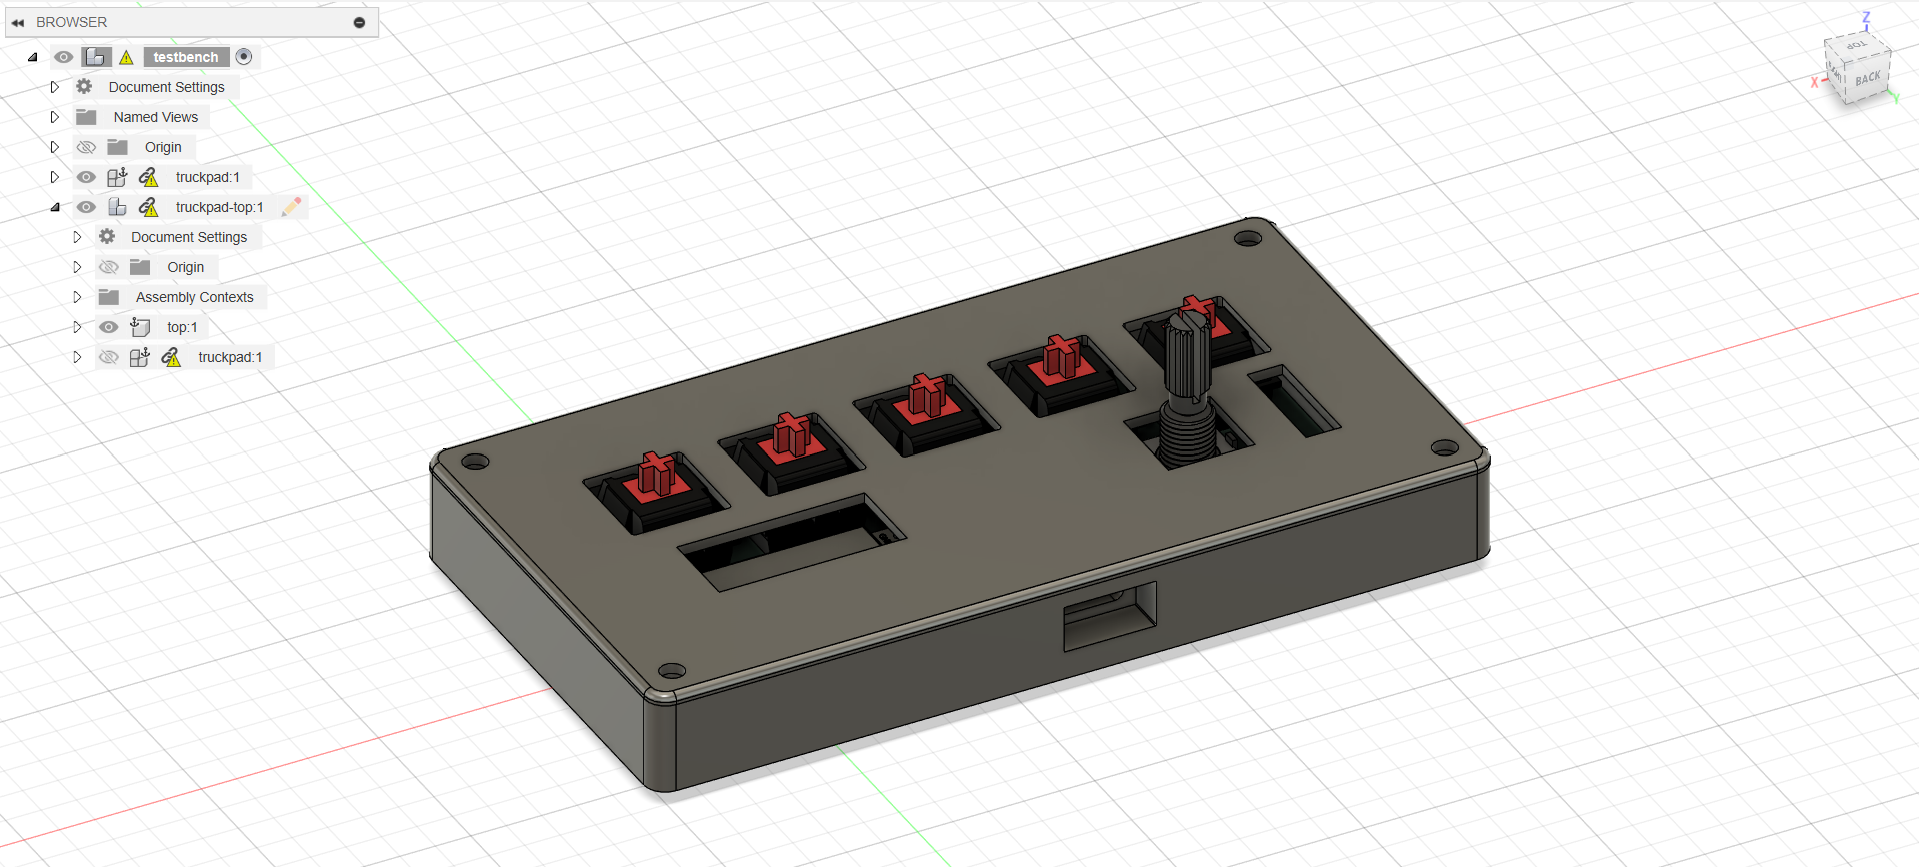 BROWSER
testbench
Document Settings
Named Views
Origin
truckpad:1
truckpad-top:1
Document Settings
Origin
Assembly Contexts
top:1
truckpad:1
Z
TOP
BACK
X
Y